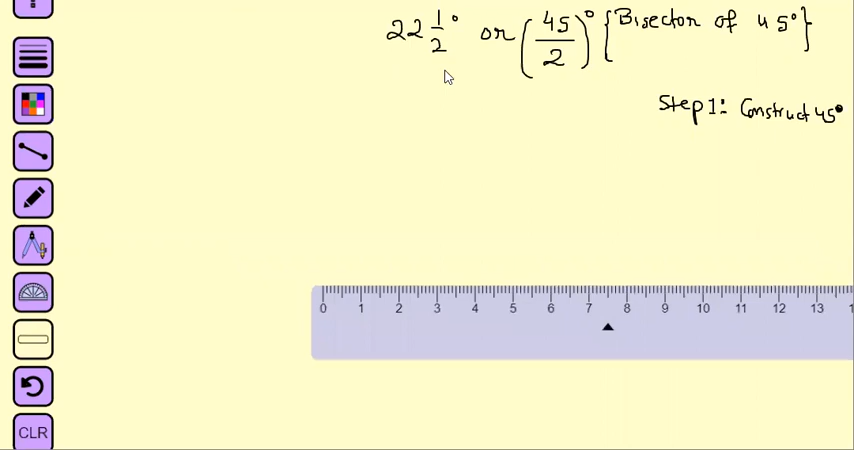 22 1/2° or (45/2)° {Bisector of 45°}
Step1: Construct 45°
0 1 2 3 4 5 6 7 8 9 10 11 12 13 1
CLR